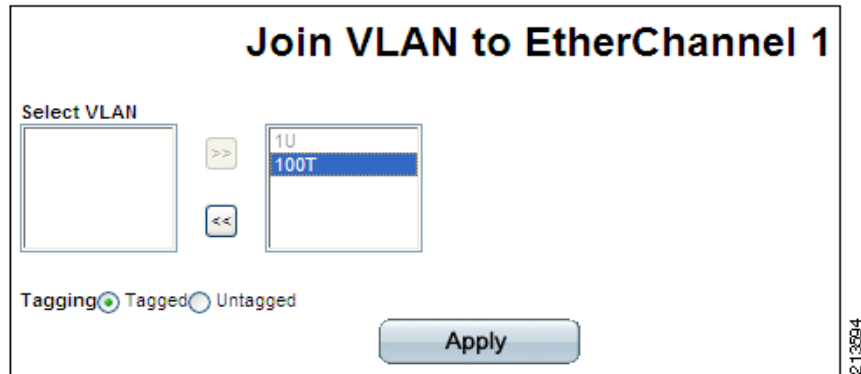 Join VLAN to EtherChannel 1
Select VLAN
>>
1U
100T
<<
Tagging Tagged Untagged
Apply
213594